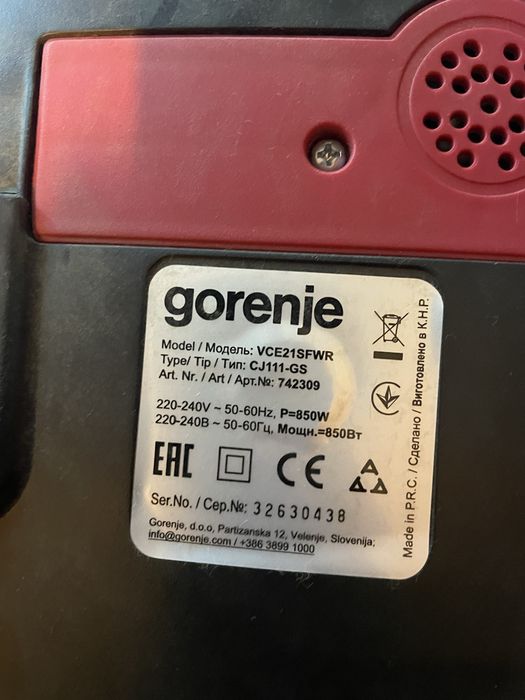 gorenje
Model / Модель: VCE21SFWR
Type/ Tip / Тип: CJ111-GS
Art. Nr. / Art / Арт.№: 742309
220-240V ~ 50-60Hz, P=850W
220-240В ~ 50-60Гц, Мощн.=850Вт
EAC
CE
Ser.No. / Сер.№: 32630438
Gorenje, d.o.o, Partizanska 12, Velenje, Slovenija;
info@gorenje.com / +386 3899 1000
Made in P.R.C. / Сделано / Виготовлено в К.Н.Р.